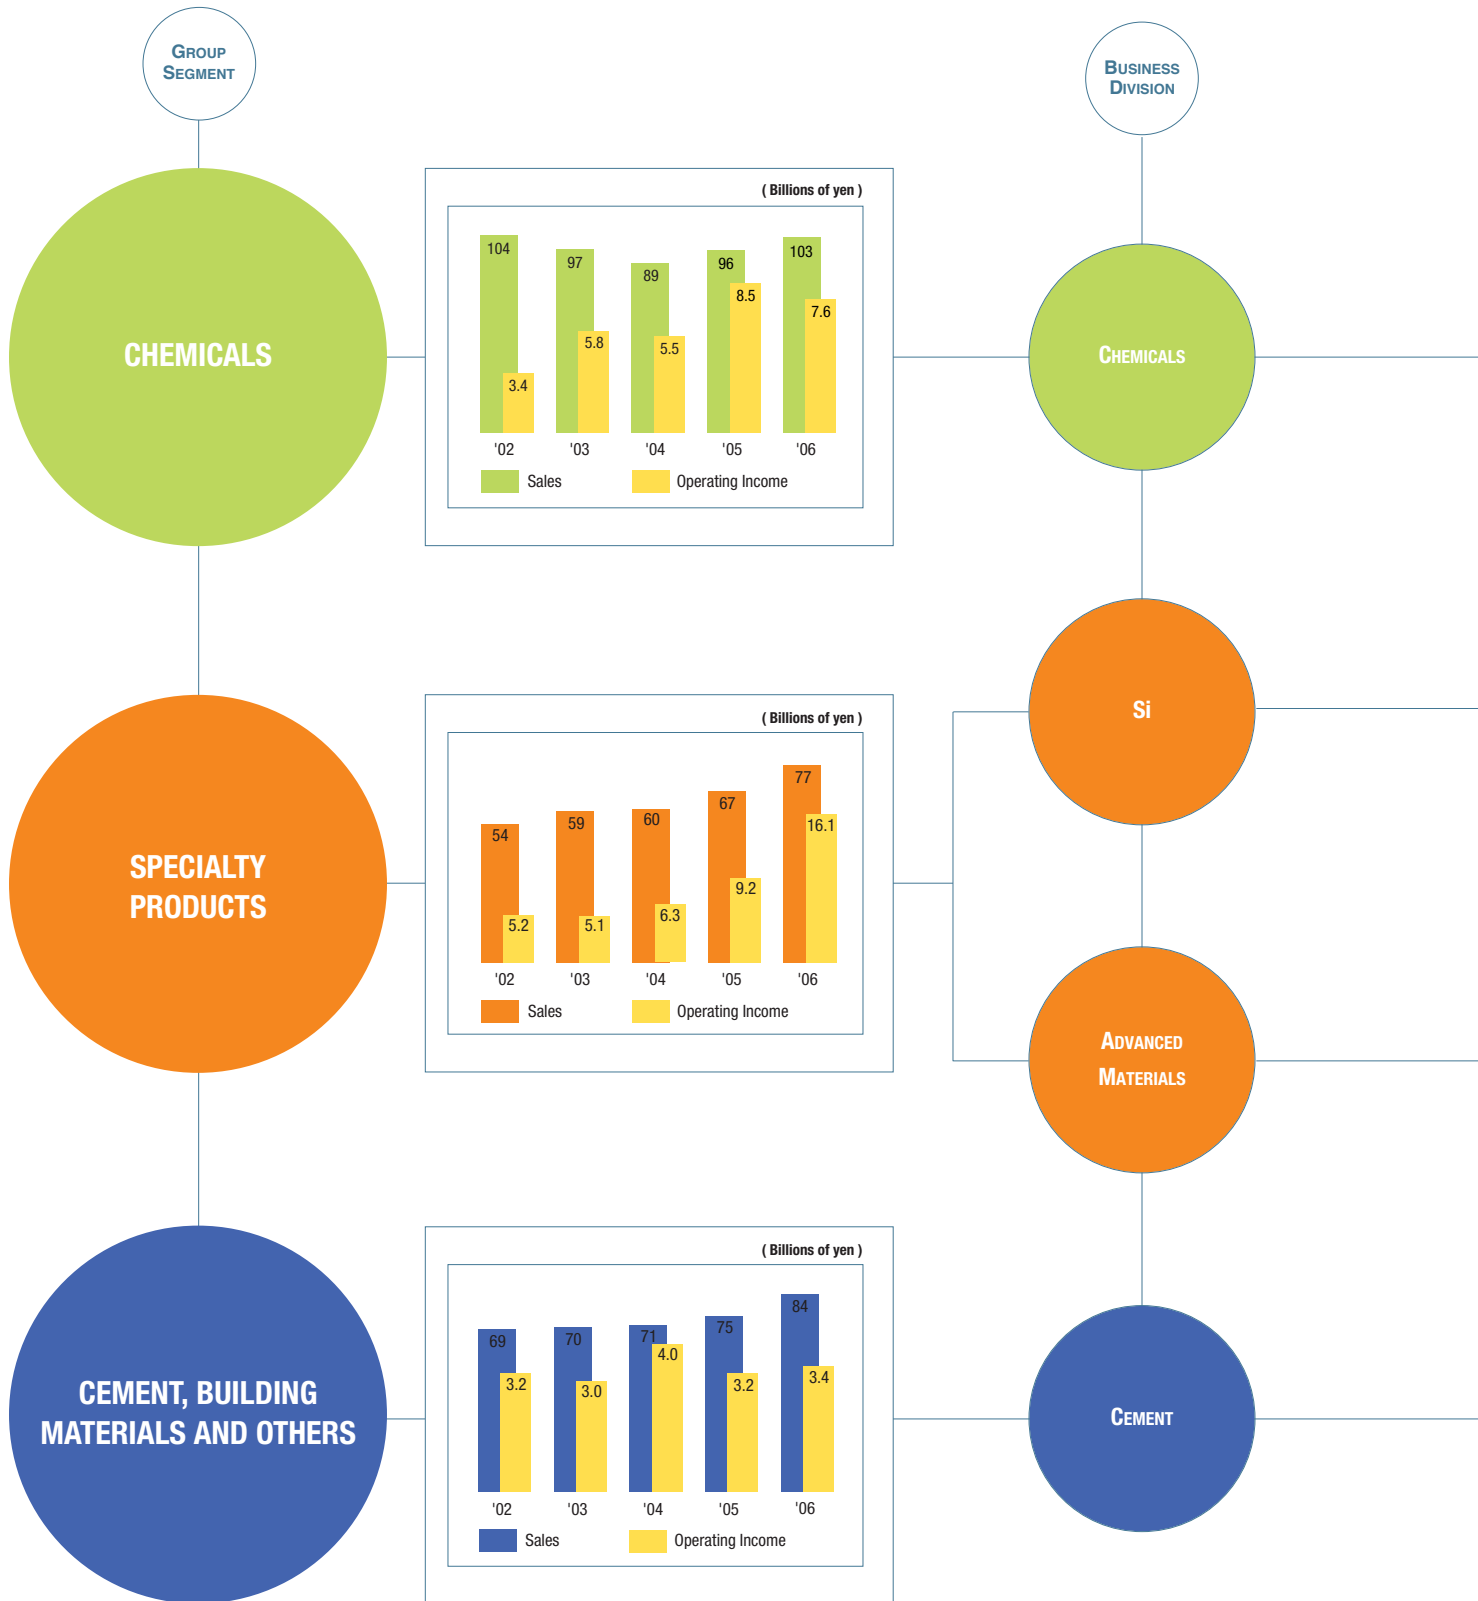 GROUP
SEGMENT
BUSINESS
DIVISION
CHEMICALS
( Billions of yen )
104
97
89
96
103
3.4
5.8
5.5
8.5
7.6
'02
'03
'04
'05
'06
Sales
Operating Income
CHEMICALS
SPECIALTY
PRODUCTS
( Billions of yen )
54
59
60
67
77
5.2
5.1
6.3
9.2
16.1
'02
'03
'04
'05
'06
Sales
Operating Income
Si
ADVANCED
MATERIALS
CEMENT, BUILDING
MATERIALS AND OTHERS
( Billions of yen )
69
70
71
75
84
3.2
3.0
4.0
3.2
3.4
'02
'03
'04
'05
'06
Sales
Operating Income
CEMENT